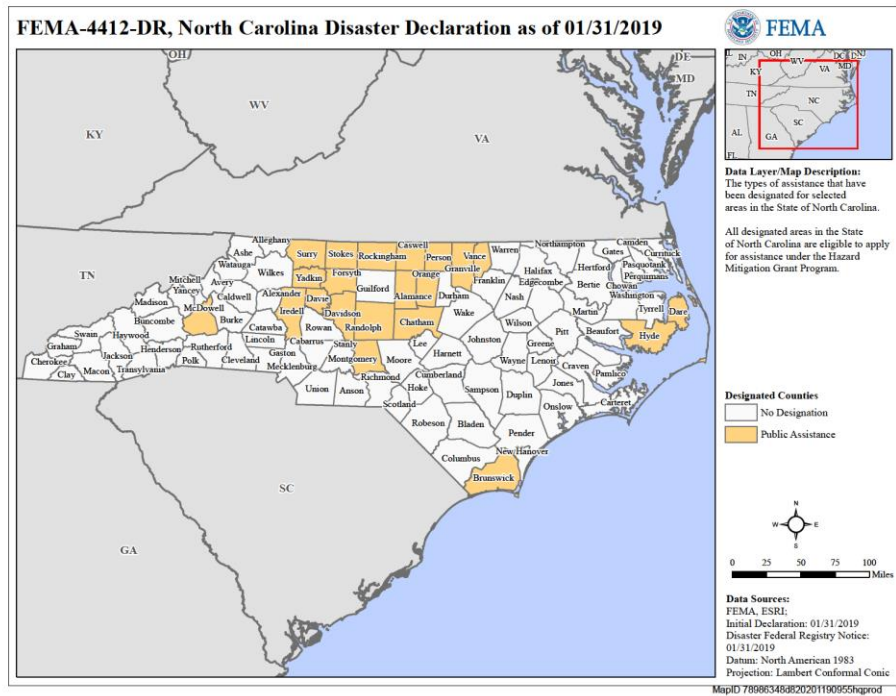 FEMA-4412-DR, North Carolina Disaster Declaration as of 01/31/2019
FEMA
OH
DE
MD
WV
KY
VA
TN
SC
GA
Alleghany
Ashe
Surry
Stokes
Rockingham
Caswell
Person
Vance
Warren
Northampton
Gates
Camden
Currituck
Pasquotank
Perquimans
Chowan
Hertford
Halifax
Granville
Watauga
Wilkes
Yadkin
Forsyth
Guilford
Orange
Alamance
Durham
Franklin
Nash
Edgecombe
Bertie
Washington
Tyrrell
Dare
Mitchell
Avery
Yancey
Caldwell
Alexander
Davie
Iredell
Davidson
Randolph
Chatham
Wake
Wilson
Martin
Beaufort
Hyde
Pitt
Madison
McDowell
Burke
Catawba
Rowan
Buncombe
Lincoln
Stanly
Lee
Johnston
Greene
Swain
Haywood
Rutherford
Cabarrus
Montgomery
Moore
Harnett
Wayne
Lenoir
Craven
Pamlico
Graham
Jackson
Henderson
Polk
Cleveland
Gaston
Mecklenburg
Richmond
Cumberland
Cherokee
Macon
Transylvania
Clay
Union
Anson
Hoke
Scotland
Sampson
Duplin
Jones
Onslow
Carteret
Robeson
Bladen
Pender
Columbus
New Hanover
Brunswick
IL
IN
OH
WV
DC
MD
NJ
KY
VA
TN
NC
SC
AL
GA
FL
Data Layer/Map Description:
The types of assistance that have
been designated for selected
areas in the State of North Carolina.
All designated areas in the State
of North Carolina are eligible to apply
for assistance under the Hazard
Mitigation Grant Program.
Designated Counties
No Designation
Public Assistance
N
W E
S
0 25 50 75 100
Miles
Data Sources:
FEMA, ESRI;
Initial Declaration: 01/31/2019
Disaster Federal Registry Notice:
01/31/2019
Datum: North American 1983
Projection: Lambert Conformal Conic
MapID 78986348d820201190955hqprod